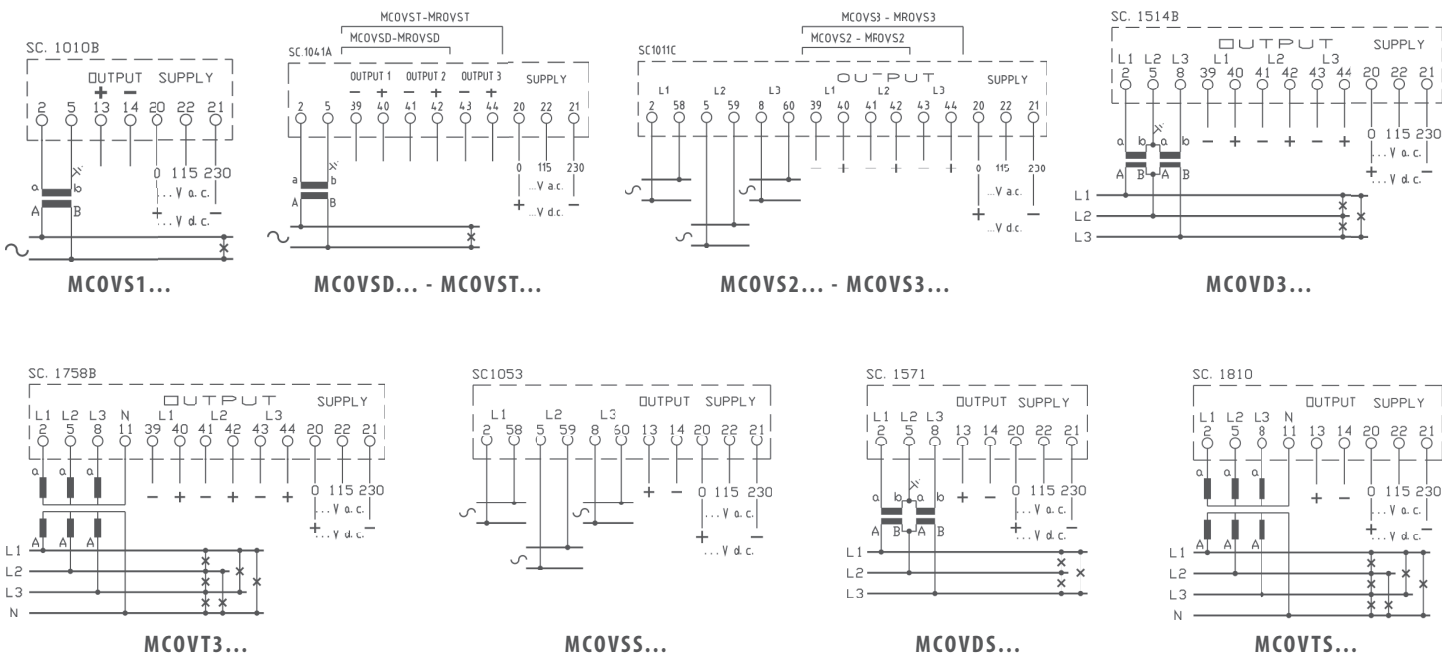 SC. 1010B
OUTPUT SUPPLY
+ −
2 5 13 14 20 22 21
0 115 230
...V a.c.
+ −
...V d.c.
a b
A B
MCOVS1...
MCOVST-MROVST
MCOVSD-MROVSD
SC.1041A
OUTPUT 1 OUTPUT 2 OUTPUT 3 SUPPLY
− + − + − +
2 5 39 40 41 42 43 44 20 22 21
0 115 230
...V a.c.
+ −
...V d.c.
a b
A B
MCOVSD... - MCOVST...
MCOVS3 - MROVS3
MCOVS2 - MROVS2
SC1011C
OUTPUT SUPPLY
L1 L2 L3 L1 L2 L3
2 58 5 59 8 60 39 40 41 42 43 44 20 22 21
− + − + − +
0 115 230
...V a.c.
+ −
...V d.c.
MCOVS2... - MCOVS3...
SC. 1514B
OUTPUT SUPPLY
L1 L2 L3 L1 L2 L3
2 5 8 39 40 41 42 43 44 20 22 21
− + − + − +
0 115 230
...V a.c.
+ −
...V d.c.
a b a b
A B A B
L1
L2
L3
MCOVD3...
SC. 1758B
OUTPUT SUPPLY
L1 L2 L3 N L1 L2 L3
2 5 8 11 39 40 41 42 43 44 20 22 21
a a a
− + − + − +
0 115 230
...V a.c.
+ −
...V d.c.
A A A
L1
L2
L3
N
MCOVT3...
SC1053
OUTPUT SUPPLY
L1 L2 L3
2 58 5 59 8 60 13 14 20 22 21
+ −
0 115 230
...V a.c.
+ −
...V d.c.
MCOVSS...
SC. 1571
OUTPUT SUPPLY
L1 L2 L3
2 5 8 13 14 20 22 21
+ −
0 115 230
...V a.c.
+ −
...V d.c.
a b a b
A B A B
L1
L2
L3
MCOVDS...
SC. 1810
OUTPUT SUPPLY
L1 L2 L3 N
2 5 8 11 13 14 20 22 21
a a a
+ −
0 115 230
...V a.c.
+ −
...V d.c.
A A A
L1
L2
L3
N
MCOVTS...